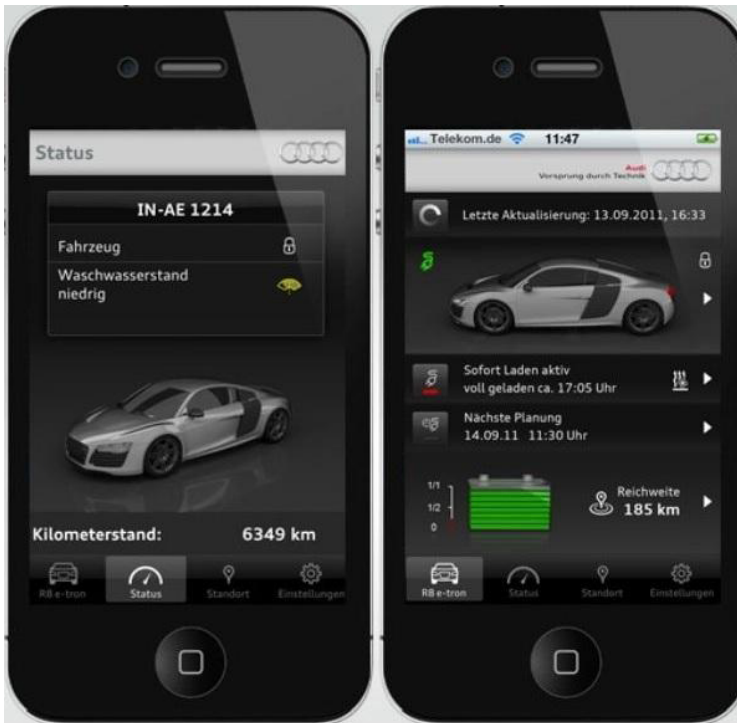 Status
IN-AE 1214
Fahrzeug
Waschwasserstand
niedrig
Kilometerstand: 6349 km
R8 e-tron Status Standort Einstellungen
Telekom.de 11:47
Audi
Vorsprung durch Technik
Letzte Aktualisierung: 13.09.2011, 16:33
Sofort Laden aktiv
voll geladen ca. 17:05 Uhr
Nächste Planung
14.09.11 11:30 Uhr
1/1
1/2
0
Reichweite
185 km
R8 e-tron Status Standort Einstellungen